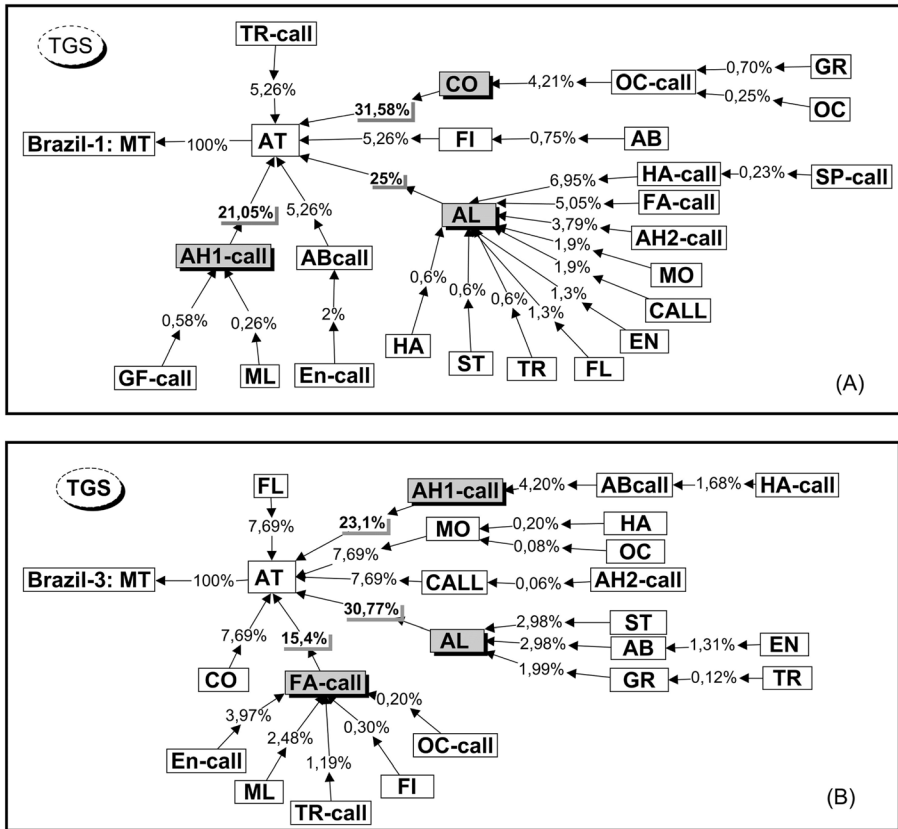 TGS
TR-call
5,26%
CO
4,21%
OC-call
0,70%
GR
0,25%
OC
31,58%
Brazil-1: MT
100%
AT
5,26%
FI
0,75%
AB
25%
6,95%
HA-call
0,23%
SP-call
5,05%
FA-call
AL
3,79%
AH2-call
1,9%
MO
1,9%
CALL
1,3%
EN
21,05%
5,26%
AH1-call
ABcall
0,6%
0,6%
0,6%
1,3%
HA
ST
TR
FL
0,58%
0,26%
2%
GF-call
ML
En-call
(A)
TGS
FL
7,69%
AH1-call
4,20%
ABcall
1,68%
HA-call
23,1%
MO
0,20%
HA
7,69%
0,08%
OC
Brazil-3: MT
100%
AT
7,69%
CALL
0,06%
AH2-call
30,77%
AL
2,98%
ST
2,98%
AB
1,31%
EN
1,99%
GR
0,12%
TR
7,69%
15,4%
CO
FA-call
0,20%
3,97%
2,48%
1,19%
0,30%
OC-call
En-call
ML
TR-call
FI
(B)